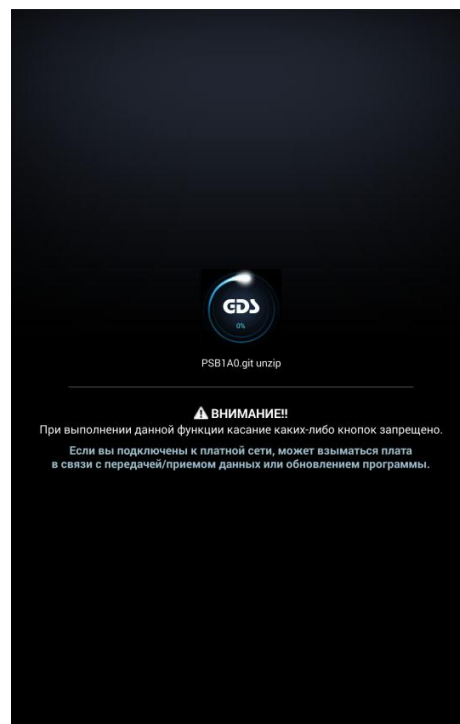 GDS
0%
PSB1A0.git unzip
ВНИМАНИЕ!!
При выполнении данной функции касание каких-либо кнопок запрещено.
Если вы подключены к платной сети, может взыматься плата
в связи с передачей/приемом данных или обновлением программы.